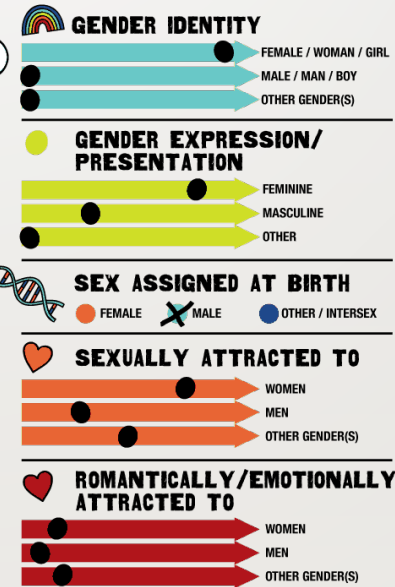 GENDER IDENTITY
FEMALE / WOMAN / GIRL
MALE / MAN / BOY
OTHER GENDER(S)
GENDER EXPRESSION/
PRESENTATION
FEMININE
MASCULINE
OTHER
SEX ASSIGNED AT BIRTH
FEMALE MALE OTHER / INTERSEX
SEXUALLY ATTRACTED TO
WOMEN
MEN
OTHER GENDER(S)
ROMANTICALLY/EMOTIONALLY
ATTRACTED TO
WOMEN
MEN
OTHER GENDER(S)